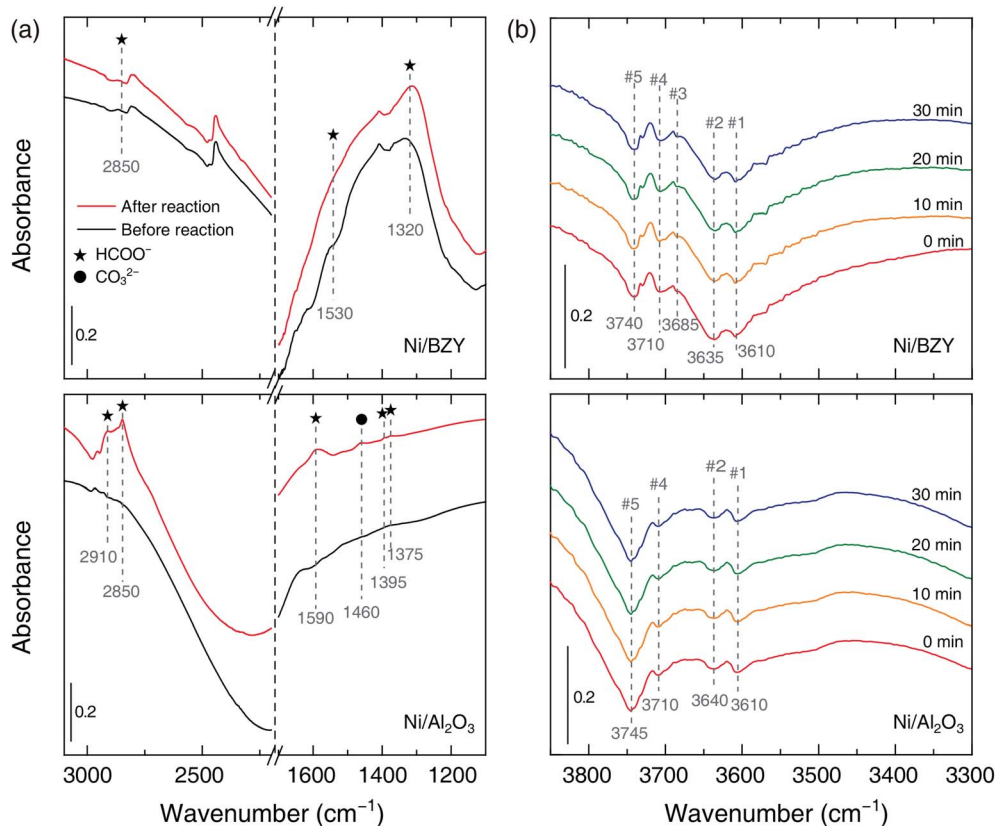 (a)
★
★
★
2850
1530
1320
After reaction
Before reaction
★ HCOO⁻
● CO₃²⁻
0.2
Ni/BZY
Absorbance
★
★
★
●
★
★
2910
2850
1590
1460
1395
1375
0.2
Ni/Al₂O₃
Absorbance
3000
2500
1600
1400
1200
Wavenumber (cm⁻¹)
(b)
#5
#4
#3
#2
#1
30 min
20 min
10 min
0 min
3740
3710
3685
3635
3610
0.2
Ni/BZY
#5
#4
#2
#1
30 min
20 min
10 min
0 min
3745
3710
3640
3610
0.2
Ni/Al₂O₃
3800
3700
3600
3500
3400
3300
Wavenumber (cm⁻¹)